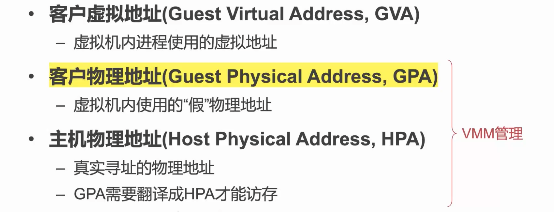 • 客户虚拟地址(Guest Virtual Address, GVA)
– 虚拟机内进程使用的虚拟地址
• 客户物理地址(Guest Physical Address, GPA)
– 虚拟机内使用的“假”物理地址
• 主机物理地址(Host Physical Address, HPA)
– 真实寻址的物理地址
– GPA需要翻译成HPA才能访存
VMM管理